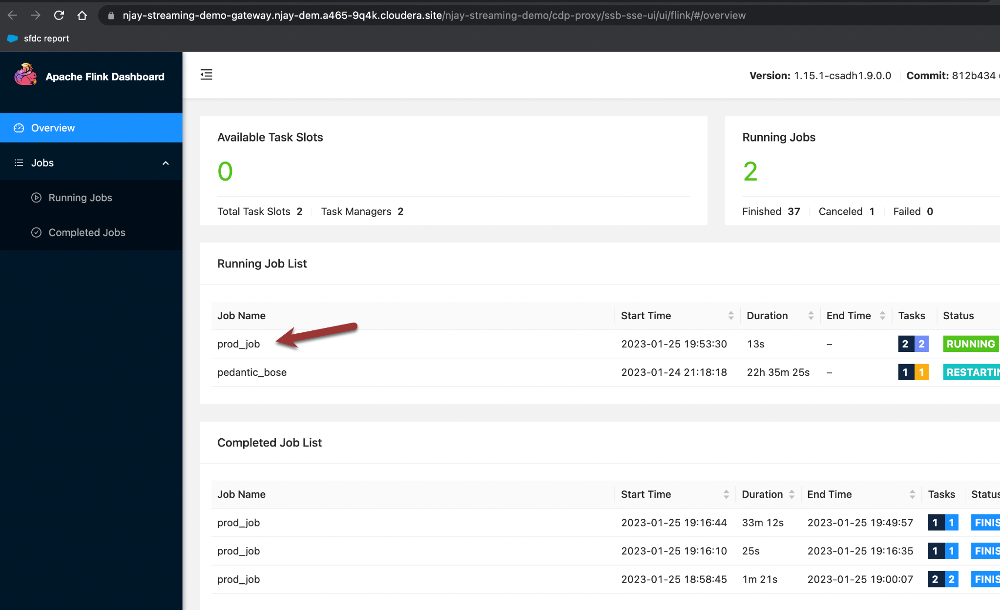 njay-streaming-demo-gateway.njay-dem.a465-9q4k.cloudera.site/njay-streaming-demo/cdp-proxy/ssb-sse-ui/ui/flink/#/overview
sfdc report
Apache Flink Dashboard
Version: 1.15.1-csadh1.9.0.0 Commit: 812b434
Overview
Jobs
Running Jobs
Completed Jobs
Available Task Slots
0
Total Task Slots 2 Task Managers 2
Running Jobs
2
Finished 37 Canceled 1 Failed 0
Running Job List
Job Name Start Time Duration End Time Tasks Status
prod_job 2023-01-25 19:53:30 13s – 2 2 RUNNING
pedantic_bose 2023-01-24 21:18:18 22h 35m 25s – 1 1 RESTARTIN
Completed Job List
Job Name Start Time Duration End Time Tasks Status
prod_job 2023-01-25 19:16:44 33m 12s 2023-01-25 19:49:57 1 1 FINIS
prod_job 2023-01-25 19:16:10 25s 2023-01-25 19:16:35 1 1 FINIS
prod_job 2023-01-25 18:58:45 1m 21s 2023-01-25 19:00:07 2 2 FINIS